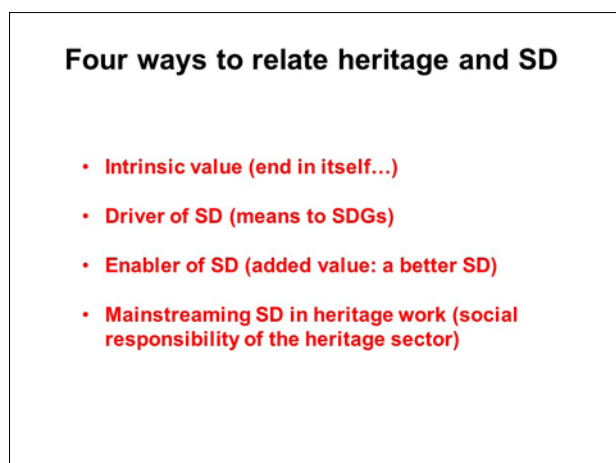 Four ways to relate heritage and SD
• Intrinsic value (end in itself…)
• Driver of SD (means to SDGs)
• Enabler of SD (added value: a better SD)
• Mainstreaming SD in heritage work (social
responsibility of the heritage sector)